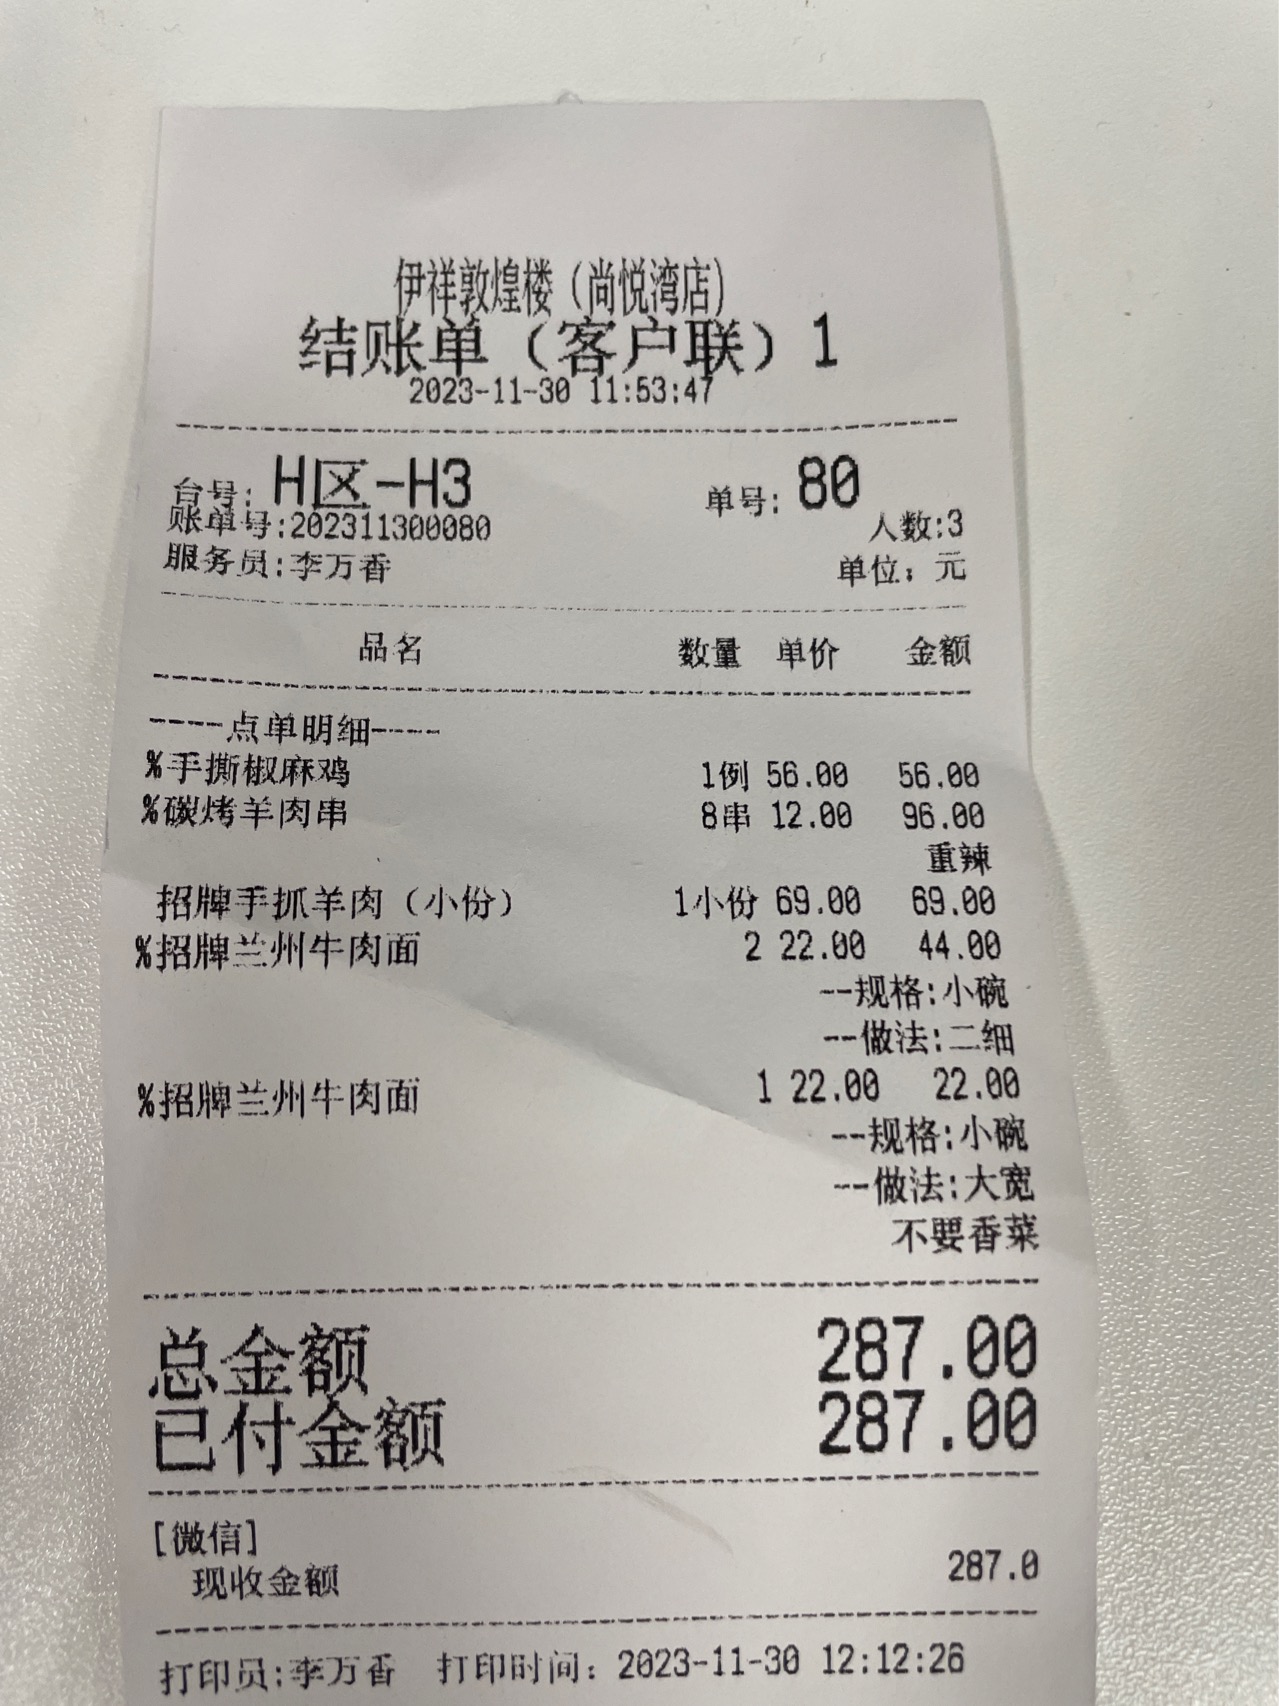 伊祥敦煌楼（尚悦湾店）
结账单（客户联）1
2023-11-30 11:53:47
台号: H区-H3 单号: 80
账单号:202311300080 人数:3
服务员:李万香 单位：元
品名 数量 单价 金额
----点单明细----
%手撕椒麻鸡 1例 56.00 56.00
%碳烤羊肉串 8串 12.00 96.00
重辣
招牌手抓羊肉（小份） 1小份 69.00 69.00
%招牌兰州牛肉面 2 22.00 44.00
--规格:小碗
--做法:二细
%招牌兰州牛肉面 1 22.00 22.00
--规格:小碗
--做法:大宽
不要香菜
总金额 287.00
已付金额 287.00
[微信]
现收金额 287.0
打印员:李万香 打印时间：2023-11-30 12:12:26